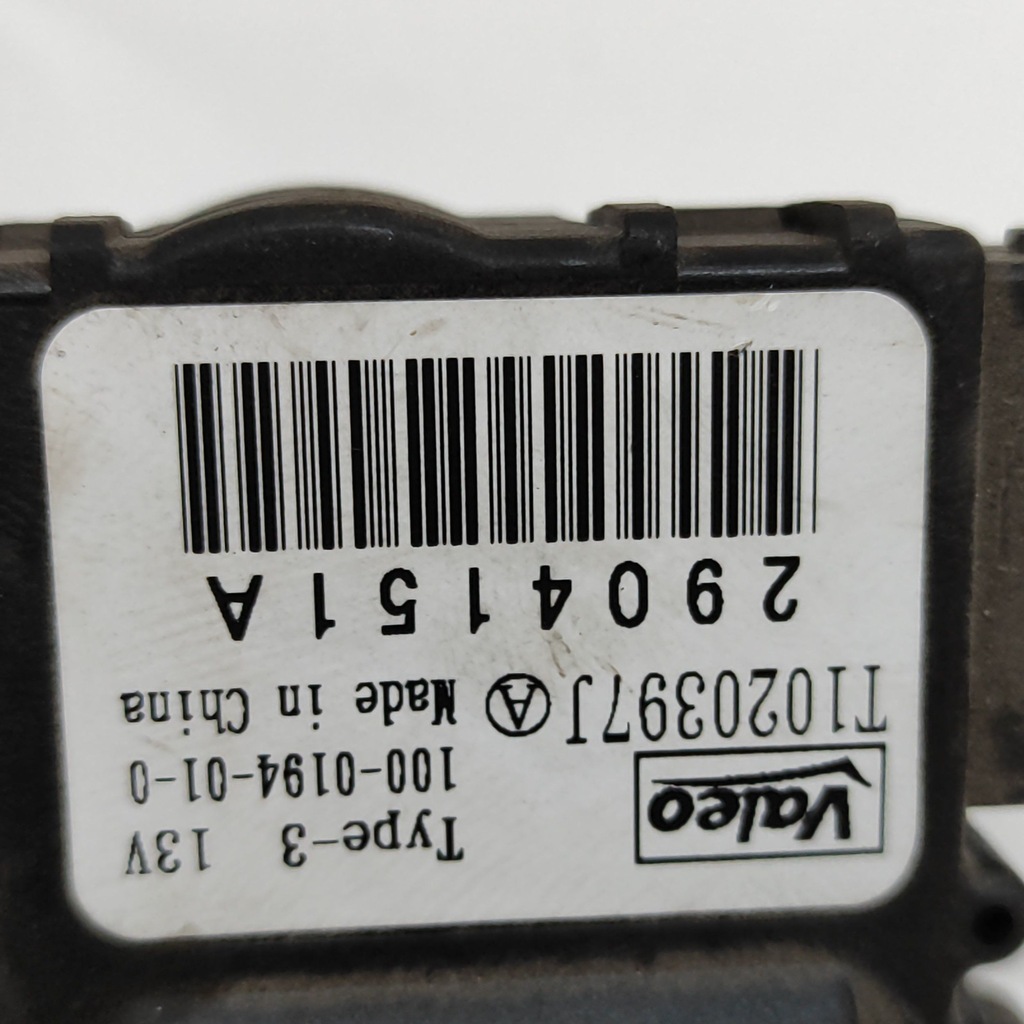 Valeo
Type-3 13V
100-0194-01-0
T1020397J Ⓐ Made in China
2904151A